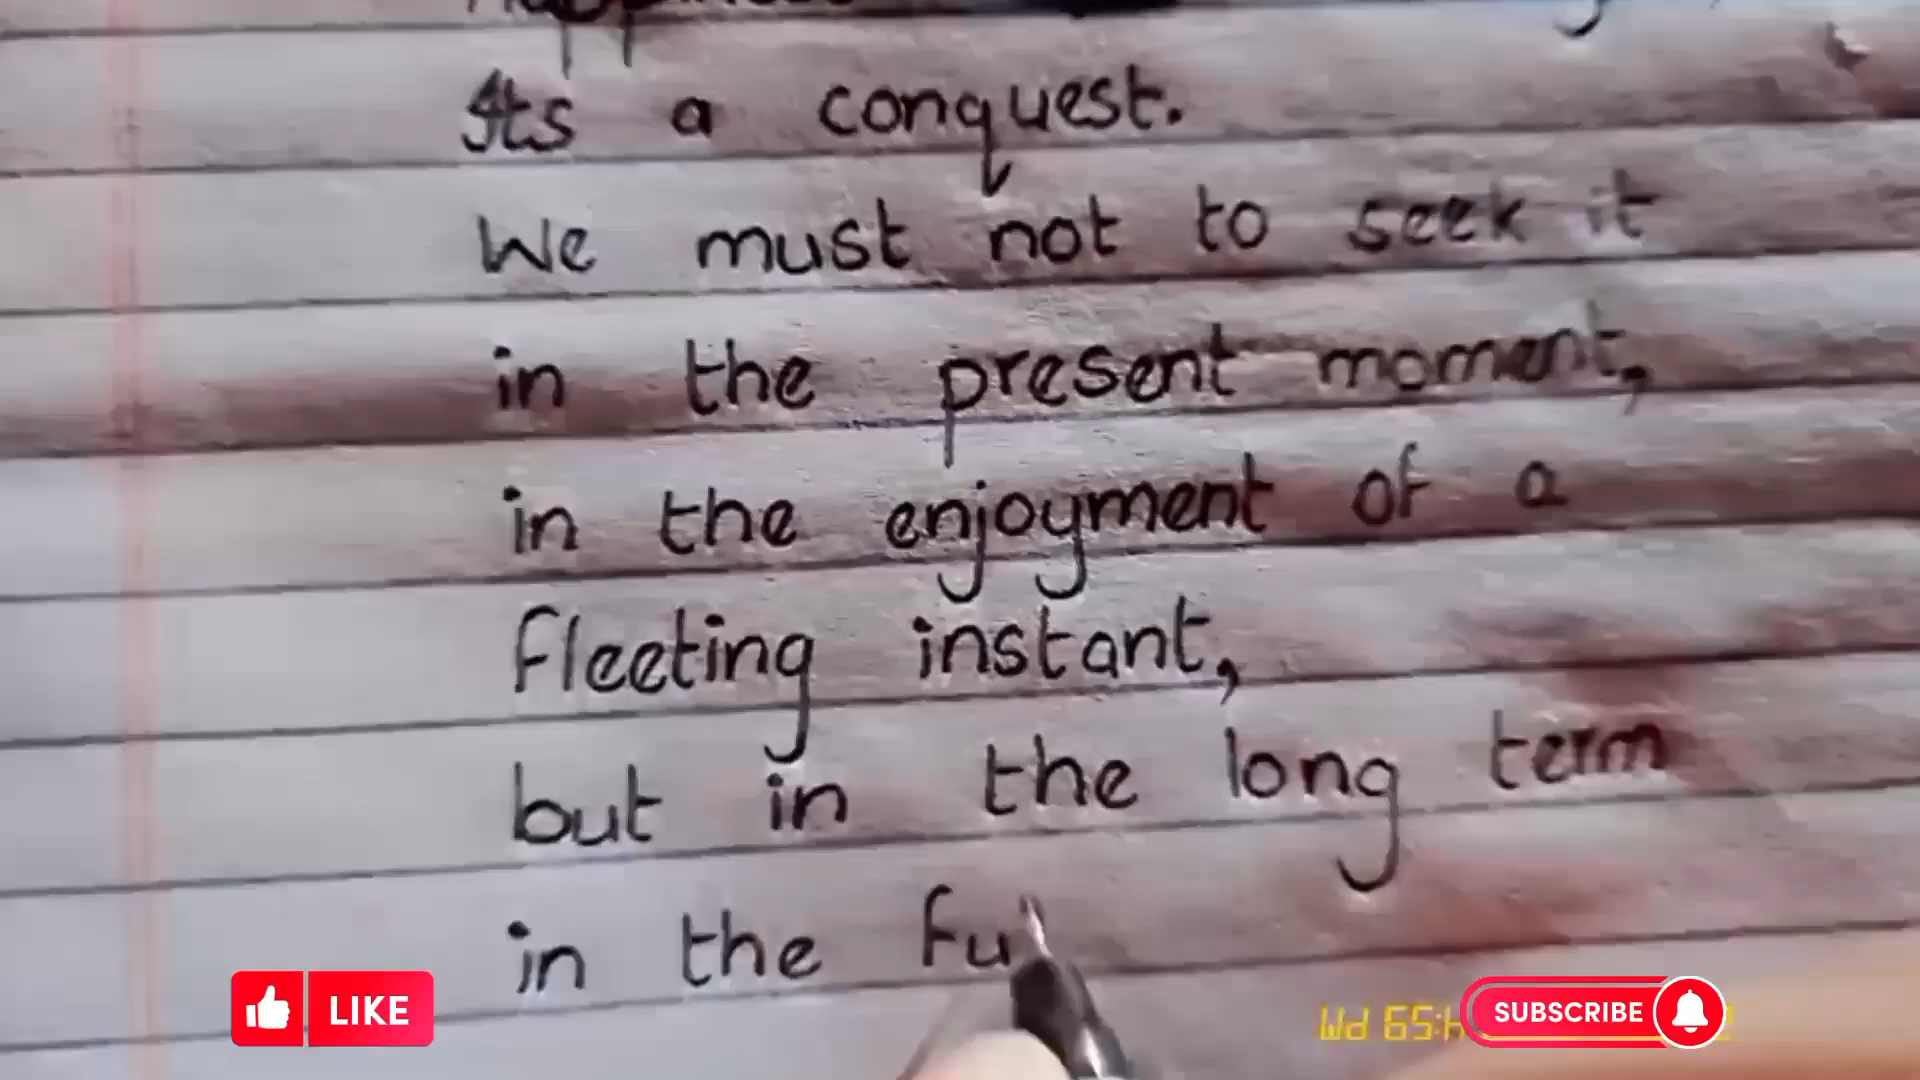 Its a conquest.
We must not to seek it
in the present moment,
in the enjoyment of a
fleeting instant,
but in the long term
in the fu
LIKE
SUBSCRIBE